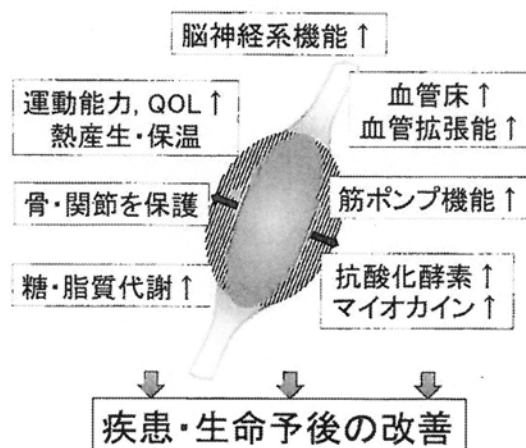 脳神経系機能↑
運動能力, QOL↑
熱産生・保温
血管床↑
血管拡張能↑
骨・関節を保護
筋ポンプ機能↑
糖・脂質代謝↑
抗酸化酵素↑
マイオカイン↑
疾患・生命予後の改善